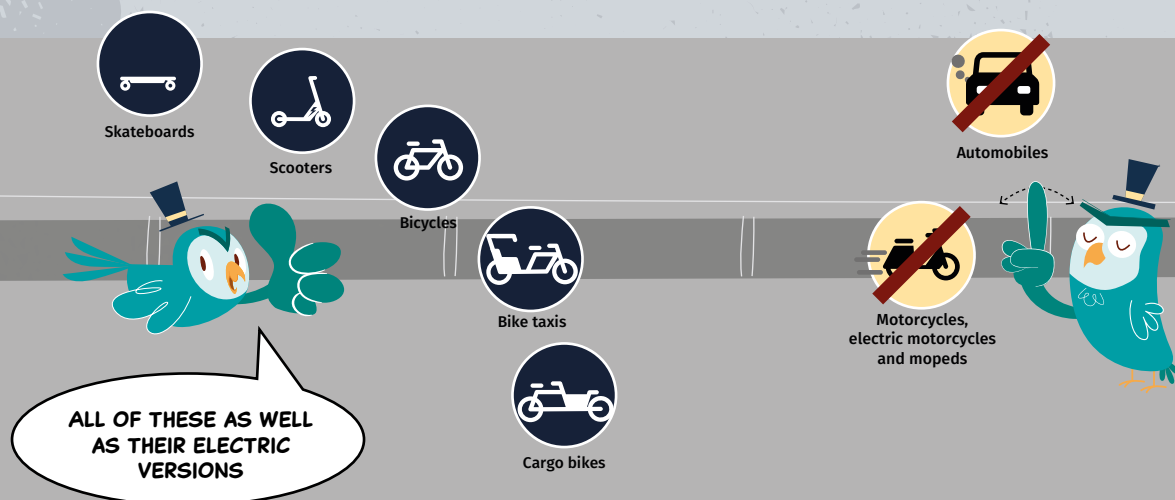 Skateboards
Scooters
Bicycles
Bike taxis
Cargo bikes
Automobiles
Motorcycles,
electric motorcycles
and mopeds
ALL OF THESE AS WELL
AS THEIR ELECTRIC
VERSIONS